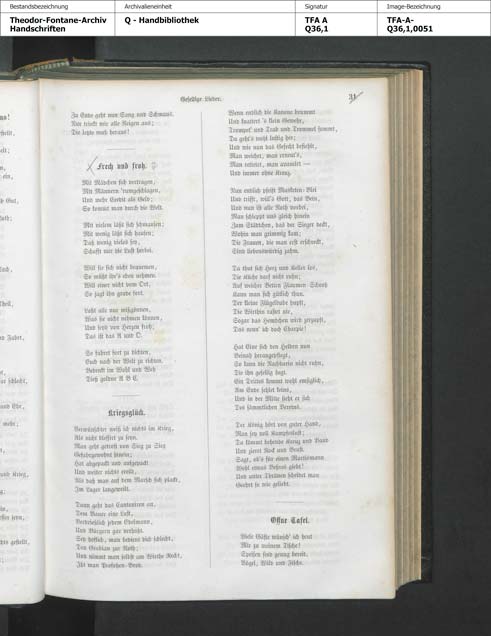 Bestandsbezeichnung
Theodor-Fontane-Archiv
Handschriften
Archivalieneinheit
Q - Handbibliothek
Signatur
TFA A
Q36,1
Image-Bezeichnung
TFA-A-
Q36,1,0051
Gesellige Lieder.
31
Zu Ende geht nun Sang und Schmaus.
Nur trinkt mir alle Neigen aus;
Die letzte muß heraus!
Frech und froh.
Mit Mädchen sich vertragen,
Mit Männern 'rumgeschlagen,
Und mehr Credit als Geld;
So kommt man durch die Welt.
Mit vielem läßt sich schmausen;
Mit wenig läßt sich hausen;
Daß wenig vieles sey,
Schafft nur die Lust herbei.
Will sie sich nicht bequemen,
So müßt ihr's eben nehmen.
Will einer nicht vom Ort,
So jagt ihn grade fort.
Laßt alle nur mißgönnen,
Was sie nicht nehmen können,
Und seyd von Herzen froh;
Das ist das A und O.
So fahret fort zu dichten,
Euch nach der Welt zu richten.
Bedenkt in Wohl und Weh
Dieß goldne A B C.
Kriegsglück.
Verwünschter weiß ich nichts im Krieg,
Als nicht blessirt zu seyn.
Man geht getrost von Sieg zu Sieg
Gefahrgewohnt hinein;
Hat abgepackt und aufgepackt
Und weiter nichts ereilt,
Als daß man auf dem Marsch sich plackt,
Im Lager langeweilt.
Dann geht das Cantoniren an,
Dem Bauer eine Last,
Verdrießlich jedem Edelmann,
Und Bürgern gar verhaßt.
Sey höflich, man bedient dich schlecht,
Den Grobian zur Noth;
Und nimmt man selbst am Wirthe Recht,
Ißt man Profosen-Brod.
Wenn endlich die Kanone brummt
Und knattert 's klein Gewehr,
Trompet' und Trab und Trommel summt,
Da geht's wohl lustig her;
Und wie nun das Gefecht befiehlt,
Man weichet, man erneut's,
Man retirirt, man avancirt —
Und immer ohne Kreuz.
Nun endlich pfeift Musketen-Blei
Und trifft, will's Gott, das Bein,
Und nun ist alle Noth vorbei,
Man schleppt uns gleich hinein
Zum Städtchen, das der Sieger deckt,
Wohin man grimmig kam;
Die Frauen, die man erst erschreckt,
Sind liebenswürdig zahm.
Da thut sich Herz und Keller los,
Die Küche darf nicht ruhn;
Auf weicher Betten Flaumen-Schooß
Kann man sich gütlich thun.
Der kleine Flügelbube hupft,
Die Wirthin rastet nie,
Sogar das Hemdchen wird zerzupft,
Das nenn' ich doch Charpie!
Hat Eine sich den Helden nun
Beinah herangepflegt,
So kann die Nachbarin nicht ruhn,
Die ihn gesellig hegt.
Ein Drittes kommt wohl emsiglich,
Am Ende fehlet keins,
Und in der Mitte sieht er sich
Des sämmtlichen Vereins.
Der König hört von guter Hand,
Man sey voll Kampfeslust;
Da kömmt behende Kreuz und Band
Und zieret Rock und Brust.
Sagt, ob's für einen Martismann
Wohl etwas Bessres giebt!
Und unter Thränen scheidet man
Geehrt so wie geliebt.
Offne Tafel.
Viele Gäste wünsch' ich heut
Mir zu meinem Tische!
Speisen sind genug bereit,
Vögel, Wild und Fische.